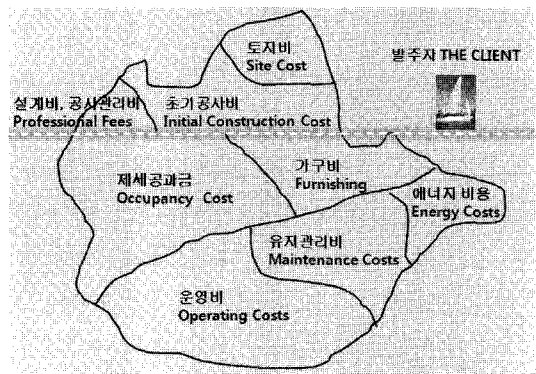 토지비
Site Cost
발주자 THE CLIENT
설계비, 공사관리비
Professional Fees
초기공사비
Initial Construction Cost
제세공과금
Occupancy Cost
가구비
Furnishing
에너지 비용
Energy Costs
유지관리비
Maintenance Costs
운영비
Operating Costs